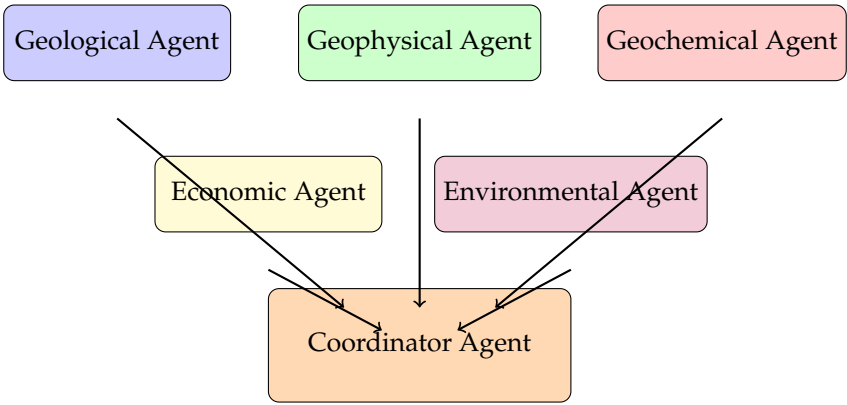 Geological Agent
Geophysical Agent
Geochemical Agent
Economic Agent
Environmental Agent
Coordinator Agent